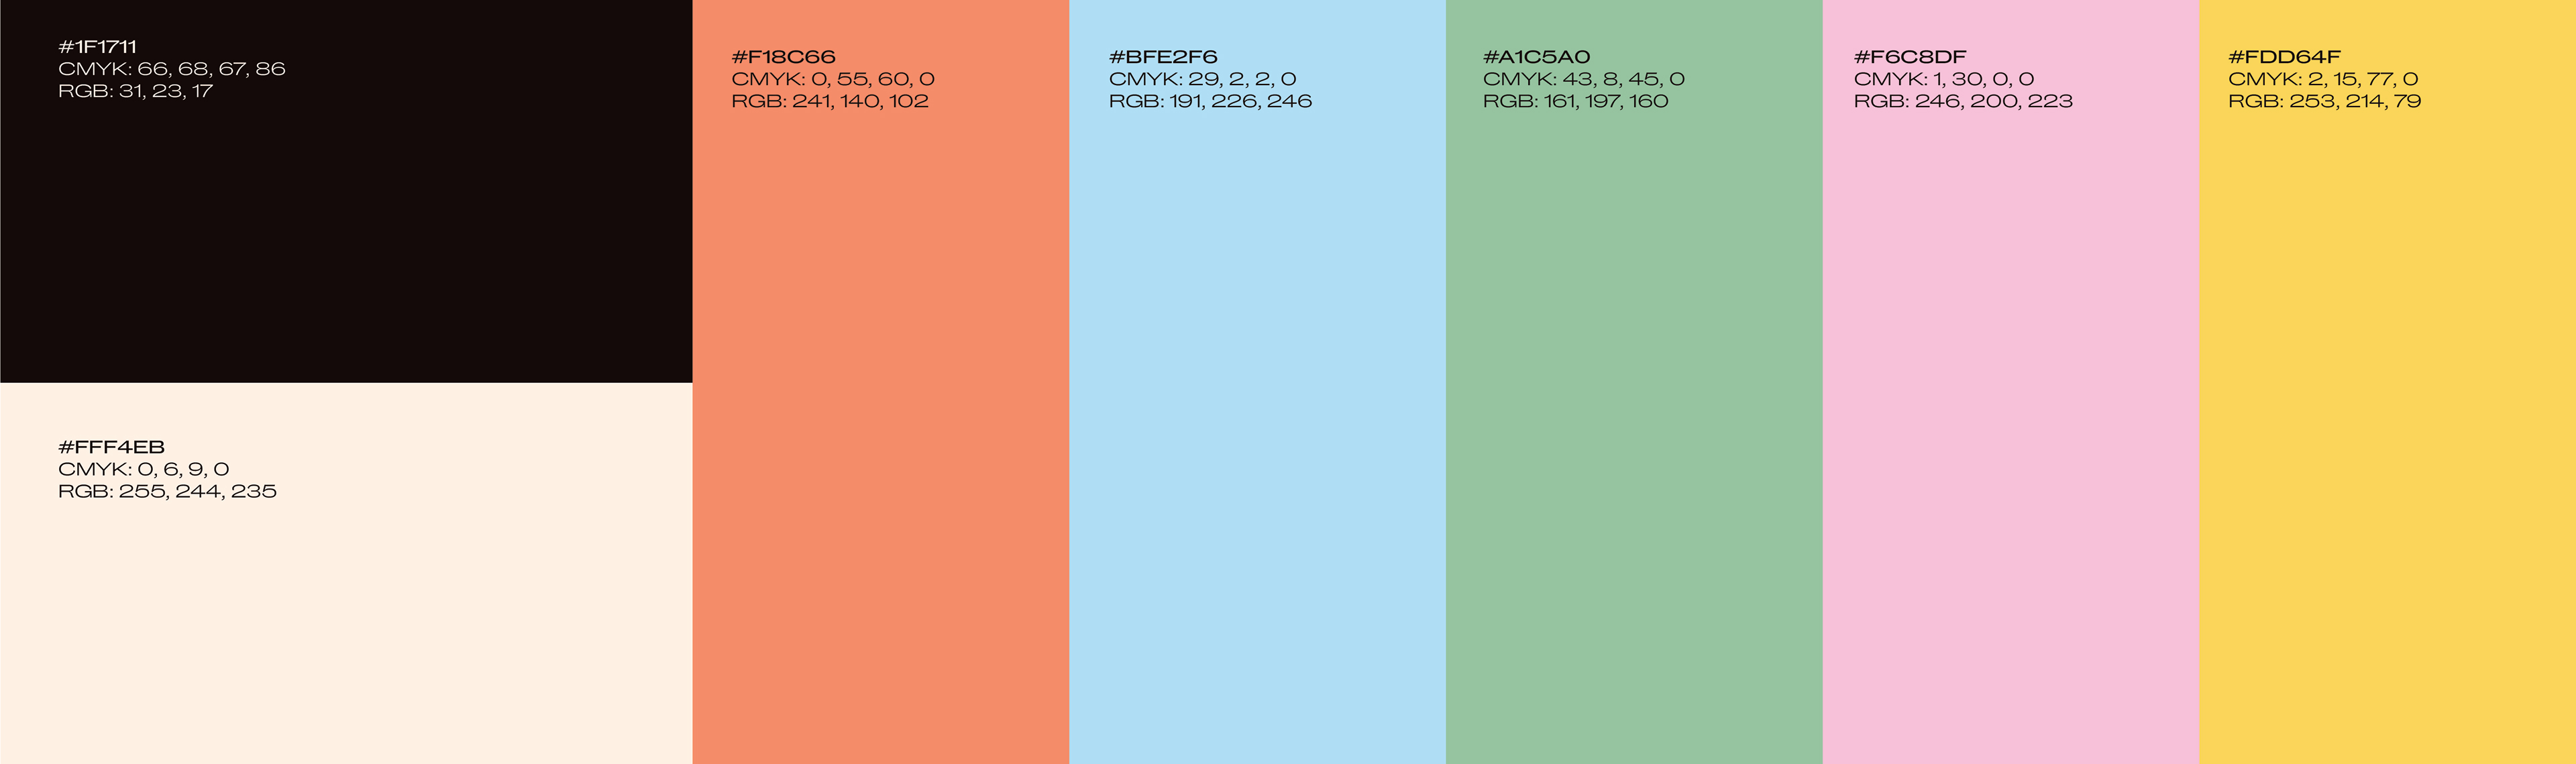 #1F1711
CMYK: 66, 68, 67, 86
RGB: 31, 23, 17
#FFF4EB
CMYK: 0, 6, 9, 0
RGB: 255, 244, 235
#F18C66
CMYK: 0, 55, 60, 0
RGB: 241, 140, 102
#BFE2F6
CMYK: 29, 2, 2, 0
RGB: 191, 226, 246
#A1C5A0
CMYK: 43, 8, 45, 0
RGB: 161, 197, 160
#F6C8DF
CMYK: 1, 30, 0, 0
RGB: 246, 200, 223
#FDD64F
CMYK: 2, 15, 77, 0
RGB: 253, 214, 79